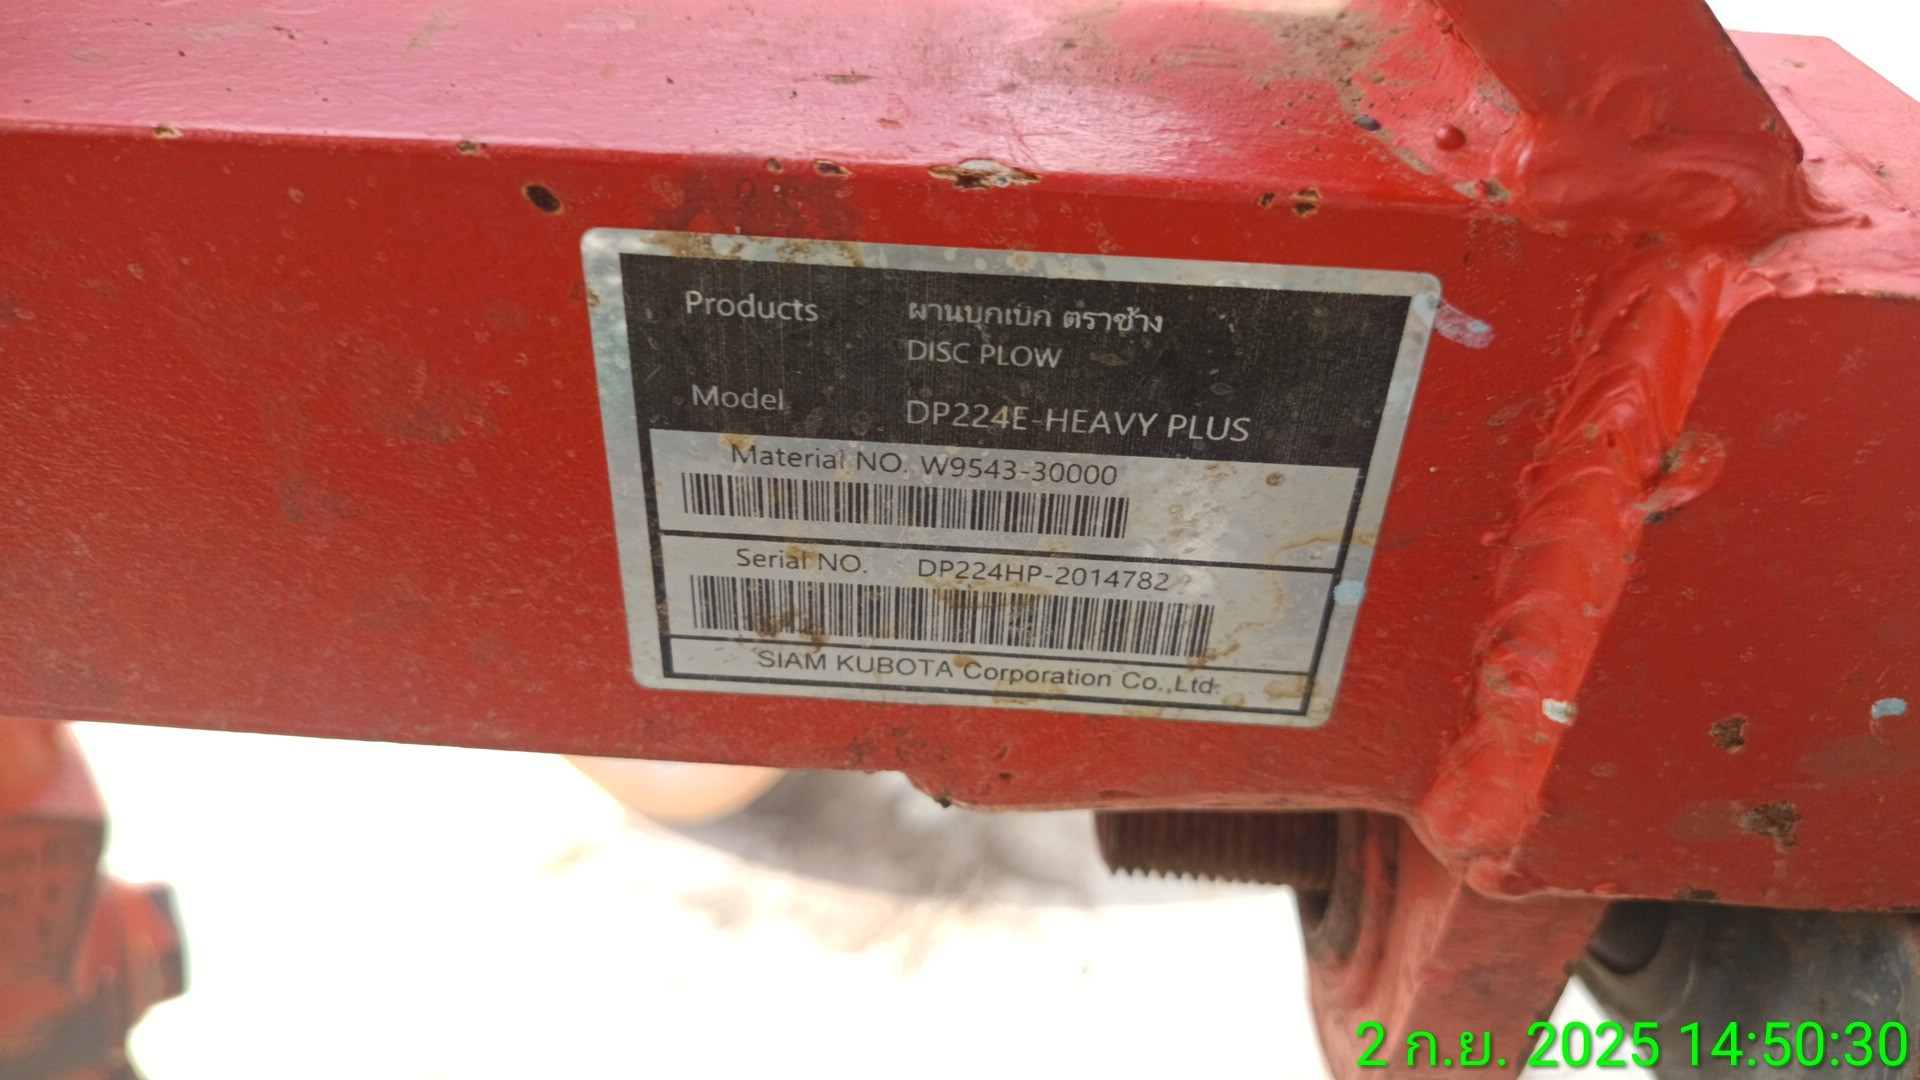 Products ผานบุกเบิก ตราช้าง
DISC PLOW
Model DP224E-HEAVY PLUS
Material NO. W9543-30000
Serial NO. DP224HP-2014782
SIAM KUBOTA Corporation Co.,Ltd.
2 ก.ย. 2025 14:50:30